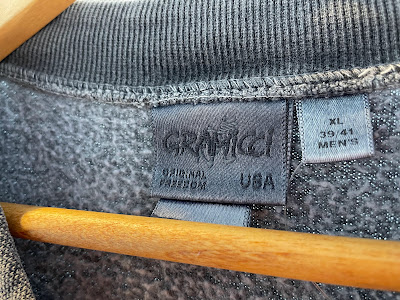 GRAMICCI
ORIGINAL
FREEDOM
USA
XL
39/41
MEN'S